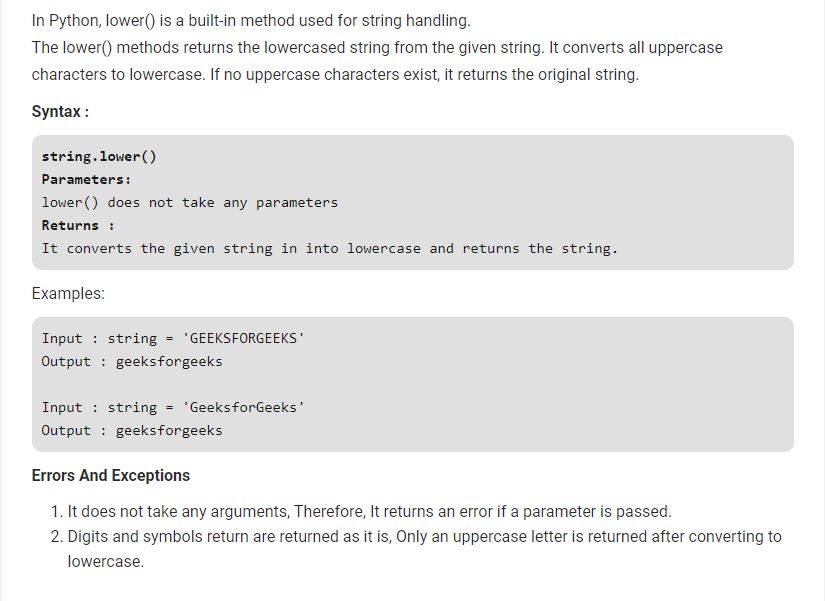 In Python, lower() is a built-in method used for string handling.
The lower() methods returns the lowercased string from the given string. It converts all uppercase
characters to lowercase. If no uppercase characters exist, it returns the original string.
Syntax :
string.lower()
Parameters:
lower() does not take any parameters
Returns :
It converts the given string in into lowercase and returns the string.
Examples:
Input : string = 'GEEKSFORGEEKS'
Output : geeksforgeeks
Input : string = 'GeeksforGeeks'
Output : geeksforgeeks
Errors And Exceptions
1. It does not take any arguments, Therefore, It returns an error if a parameter is passed.
2. Digits and symbols return are returned as it is, Only an uppercase letter is returned after converting to
lowercase.